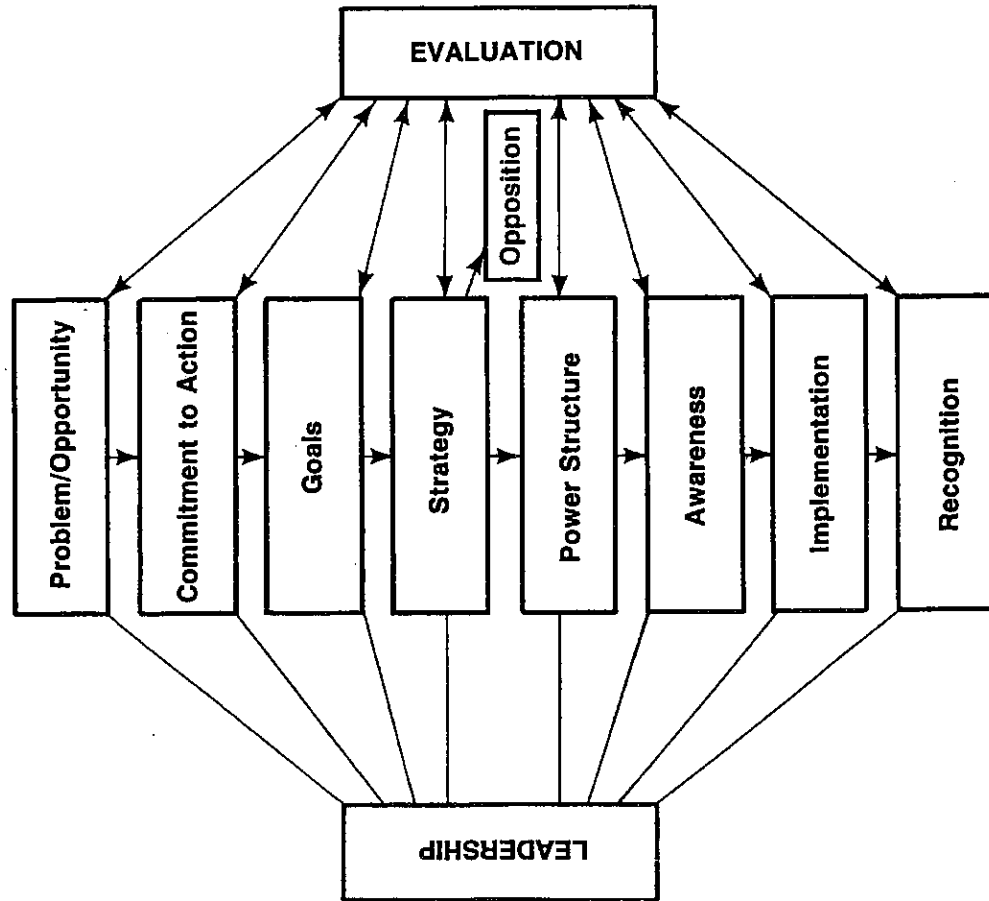 EVALUATION
Problem/Opportunity
Commitment to Action
Goals
Strategy
Opposition
Power Structure
Awareness
Implementation
Recognition
LEADERSHIP